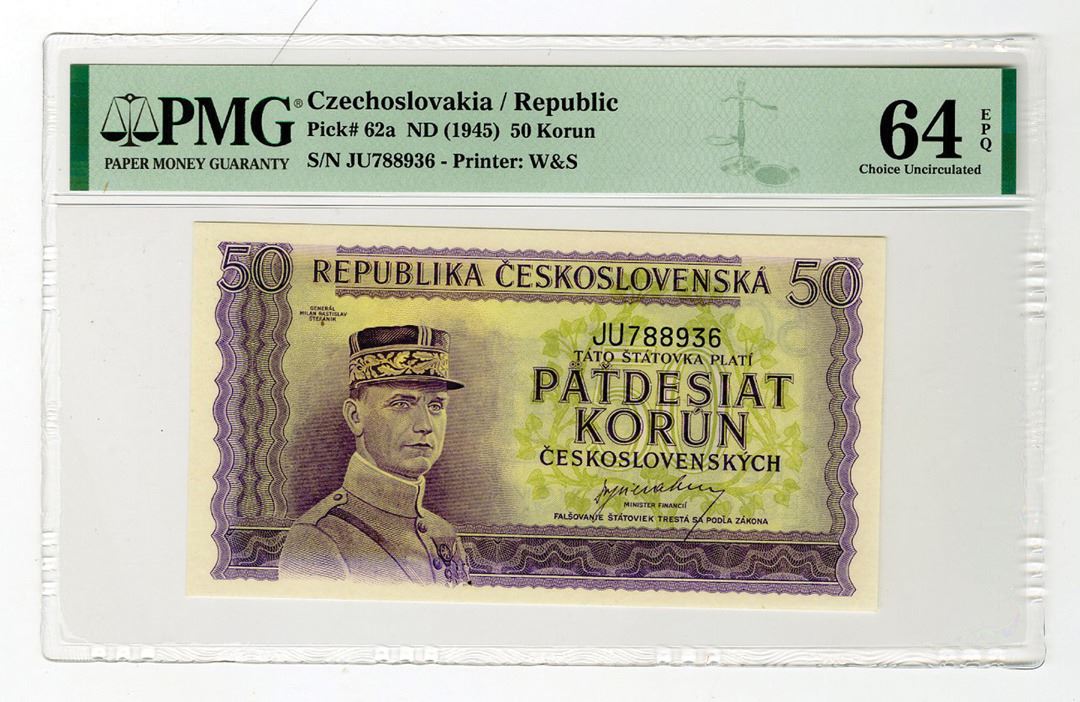 PMG®
PAPER MONEY GUARANTY
Czechoslovakia / Republic
Pick# 62a ND (1945) 50 Korun
S/N JU788936 - Printer: W&S
64
EPQ
Choice Uncirculated
50 REPUBLIKA ČESKOSLOVENSKÁ 50
GENERÁL
MILAN RASTISLAV
ŠTEFÁNIK
JU788936
TÁTO ŠTÁTOVKA PLATÍ
PÄŤDESIAT
KORÚN
ČESKOSLOVENSKÝCH
MINISTER FINANCIÍ
FALŠOVANIE ŠTÁTOVIEK TRESTÁ SA PODĽA ZÁKONA